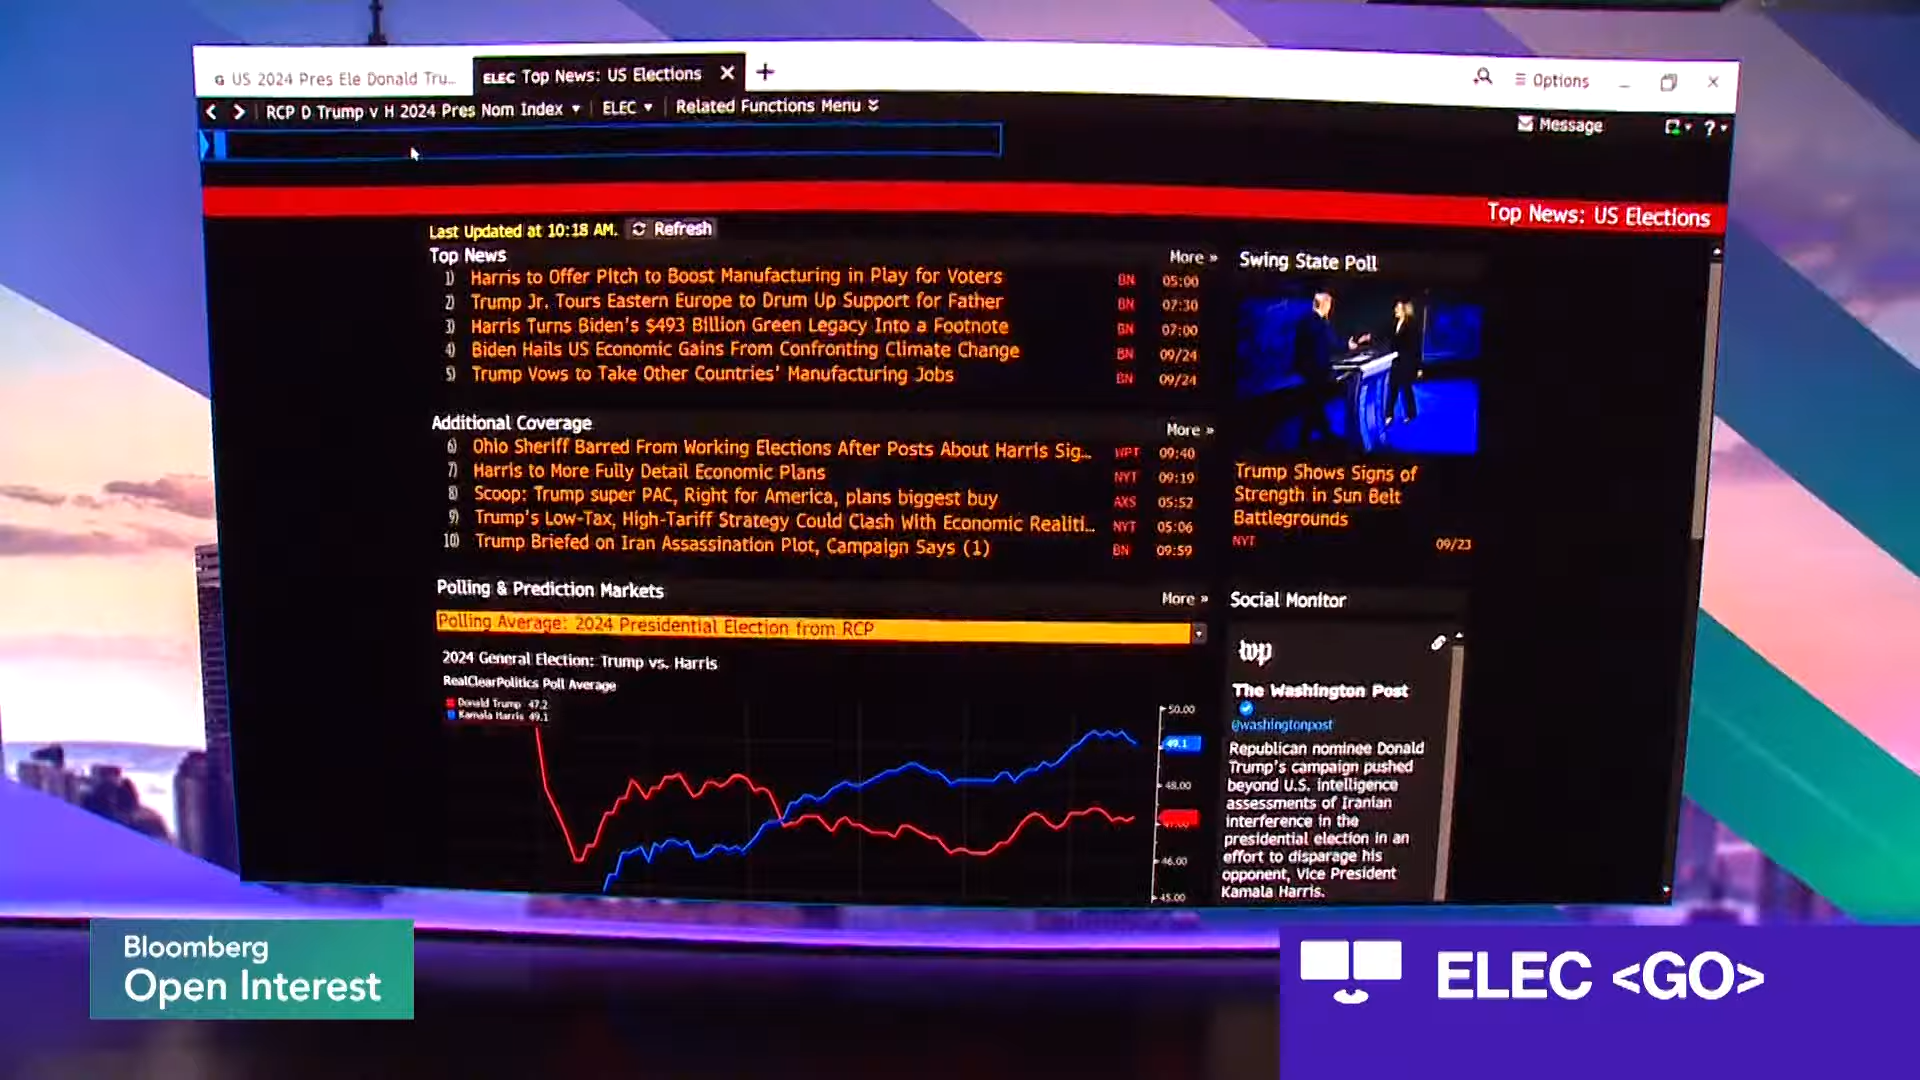 G US 2024 Pres Ele Donald Tru...
ELEC Top News: US Elections
Options
RCP D Trump v H 2024 Pres Nom Index
ELEC
Related Functions Menu
Message
?
Top News: US Elections
Last Updated at 10:18 AM.
Refresh
Top News
More »
1) Harris to Offer Pitch to Boost Manufacturing in Play for Voters BN 05:00
2) Trump Jr. Tours Eastern Europe to Drum Up Support for Father BN 07:30
3) Harris Turns Biden's $493 Billion Green Legacy Into a Footnote BN 07:00
4) Biden Hails US Economic Gains From Confronting Climate Change BN 09/24
5) Trump Vows to Take Other Countries' Manufacturing Jobs BN 09/24
Additional Coverage
More »
6) Ohio Sheriff Barred From Working Elections After Posts About Harris Sig... WPT 09:40
7) Harris to More Fully Detail Economic Plans NYT 09:19
8) Scoop: Trump super PAC, Right for America, plans biggest buy AXS 05:52
9) Trump's Low-Tax, High-Tariff Strategy Could Clash With Economic Realiti... NYT 05:06
10) Trump Briefed on Iran Assassination Plot, Campaign Says (1) BN 09:59
Polling & Prediction Markets
More »
Polling Average: 2024 Presidential Election from RCP
2024 General Election: Trump vs. Harris
RealClearPolitics Poll Average
Donald Trump 47.2
Kamala Harris 49.1
50.00
49.1
48.00
46.00
45.00
Swing State Poll
Trump Shows Signs of
Strength in Sun Belt
Battlegrounds
NYT 09/23
Social Monitor
wp
The Washington Post
@washingtonpost
Republican nominee Donald
Trump's campaign pushed
beyond U.S. intelligence
assessments of Iranian
interference in the
presidential election in an
effort to disparage his
opponent, Vice President
Kamala Harris.
Bloomberg
Open Interest
ELEC <GO>